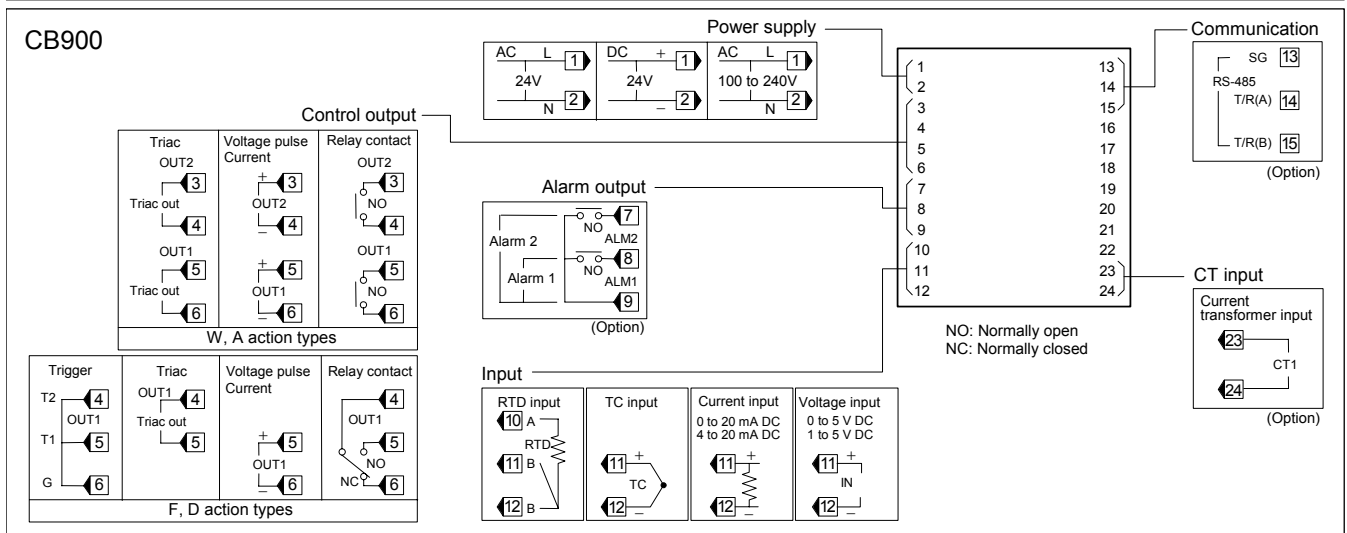 CB900
Power supply
AC L 1
24V
N 2
DC + 1
24V
– 2
AC L 1
100 to 240V
N 2
Control output
Triac
OUT2
3
Triac out
4
OUT1
5
Triac out
6
Voltage pulse
Current
+ 3
OUT2
– 4
+ 5
OUT1
– 6
Relay contact
OUT2
3
NO
4
OUT1
5
NO
6
W, A action types
Trigger
T2 4
OUT1
T1 5
G 6
Triac
OUT1 4
Triac out
5
Voltage pulse
Current
+ 5
OUT1
– 6
Relay contact
4
OUT1
5
NO
NC 6
F, D action types
Alarm output
Alarm 2
Alarm 1
7
NO
ALM2
8
NO
ALM1
9
(Option)
Input
RTD input
10 A
RTD
11 B
12 B
TC input
11 +
TC
12 –
Current input
0 to 20 mA DC
4 to 20 mA DC
11 +
12 –
Voltage input
0 to 5 V DC
1 to 5 V DC
11 +
IN
12 –
1
2
3
4
5
6
7
8
9
10
11
12
13
14
15
16
17
18
19
20
21
22
23
24
NO: Normally open
NC: Normally closed
Communication
SG 13
RS-485
T/R(A) 14
T/R(B) 15
(Option)
CT input
Current
transformer input
23
CT1
24
(Option)